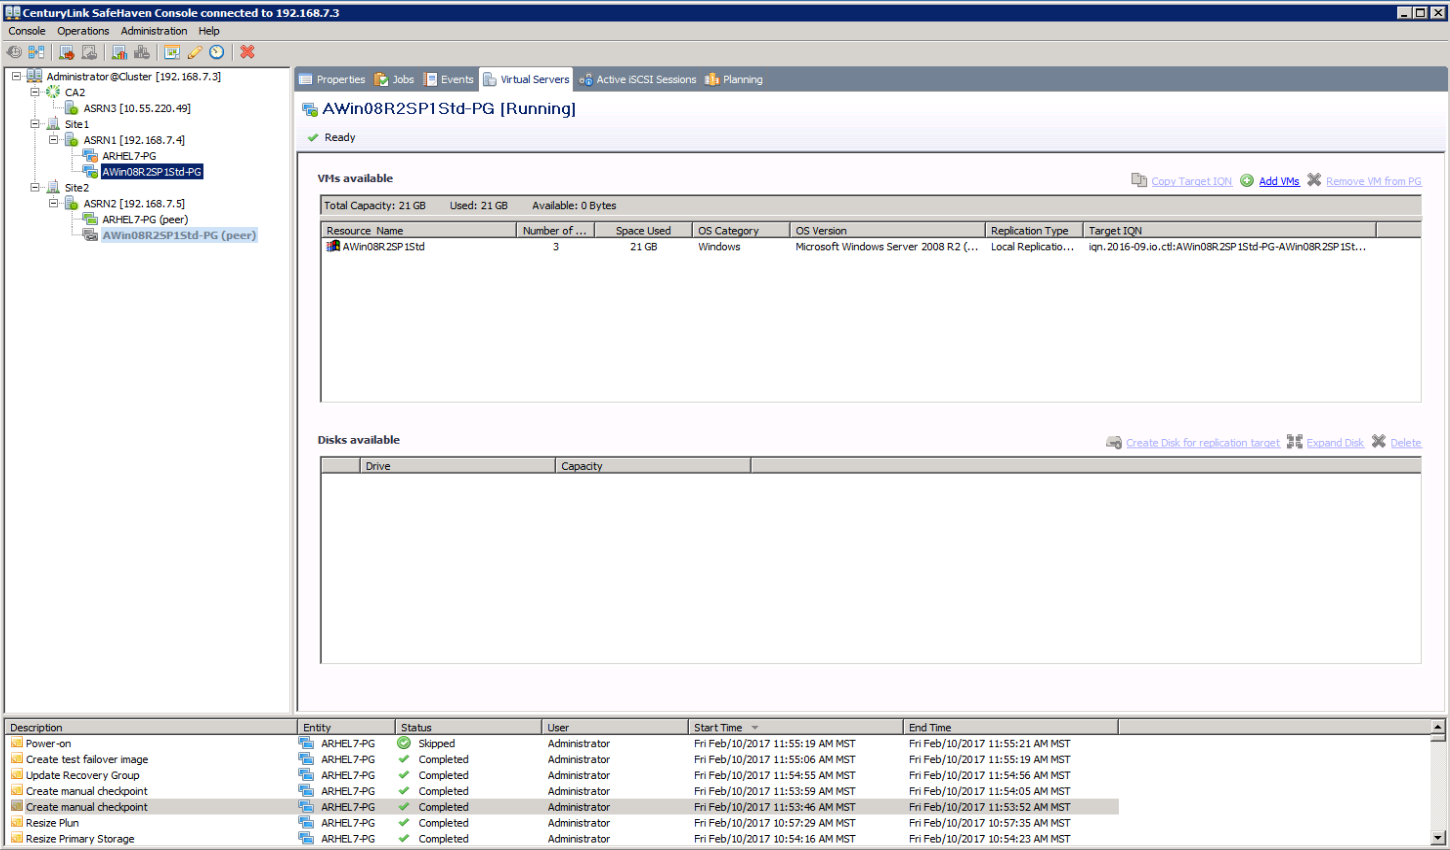 CenturyLink SafeHaven Console connected to 192.168.7.3
Console Operations Administration Help
Administrator@Cluster [192.168.7.3]
CA2
ASRN3 [10.55.220.49]
Site1
ASRN1 [192.168.7.4]
ARHEL7-PG
AWin08R2SP1Std-PG
Site2
ASRN2 [192.168.7.5]
ARHEL7-PG (peer)
AWin08R2SP1Std-PG (peer)
Properties Jobs Events Virtual Servers Active iSCSI Sessions Planning
AWin08R2SP1Std-PG [Running]
Ready
VMs available Copy Target IQN Add VMs Remove VM from PG
Total Capacity: 21 GB Used: 21 GB Available: 0 Bytes
Resource Name Number of ... Space Used OS Category OS Version Replication Type Target IQN
AWin08R2SP1Std 3 21 GB Windows Microsoft Windows Server 2008 R2 (... Local Replicatio... iqn.2016-09.io.ctl:AWin08R2SP1Std-PG-AWin08R2SP1St...
Disks available Create Disk for replication target Expand Disk Delete
Drive Capacity
Description Entity Status User Start Time End Time
Power-on ARHEL7-PG Skipped Administrator Fri Feb/10/2017 11:55:19 AM MST Fri Feb/10/2017 11:55:21 AM MST
Create test failover image ARHEL7-PG Completed Administrator Fri Feb/10/2017 11:55:06 AM MST Fri Feb/10/2017 11:55:19 AM MST
Update Recovery Group ARHEL7-PG Completed Administrator Fri Feb/10/2017 11:54:55 AM MST Fri Feb/10/2017 11:54:56 AM MST
Create manual checkpoint ARHEL7-PG Completed Administrator Fri Feb/10/2017 11:53:59 AM MST Fri Feb/10/2017 11:54:05 AM MST
Create manual checkpoint ARHEL7-PG Completed Administrator Fri Feb/10/2017 11:53:46 AM MST Fri Feb/10/2017 11:53:52 AM MST
Resize Plun ARHEL7-PG Completed Administrator Fri Feb/10/2017 10:57:29 AM MST Fri Feb/10/2017 10:57:35 AM MST
Resize Primary Storage ARHEL7-PG Completed Administrator Fri Feb/10/2017 10:54:16 AM MST Fri Feb/10/2017 10:54:23 AM MST